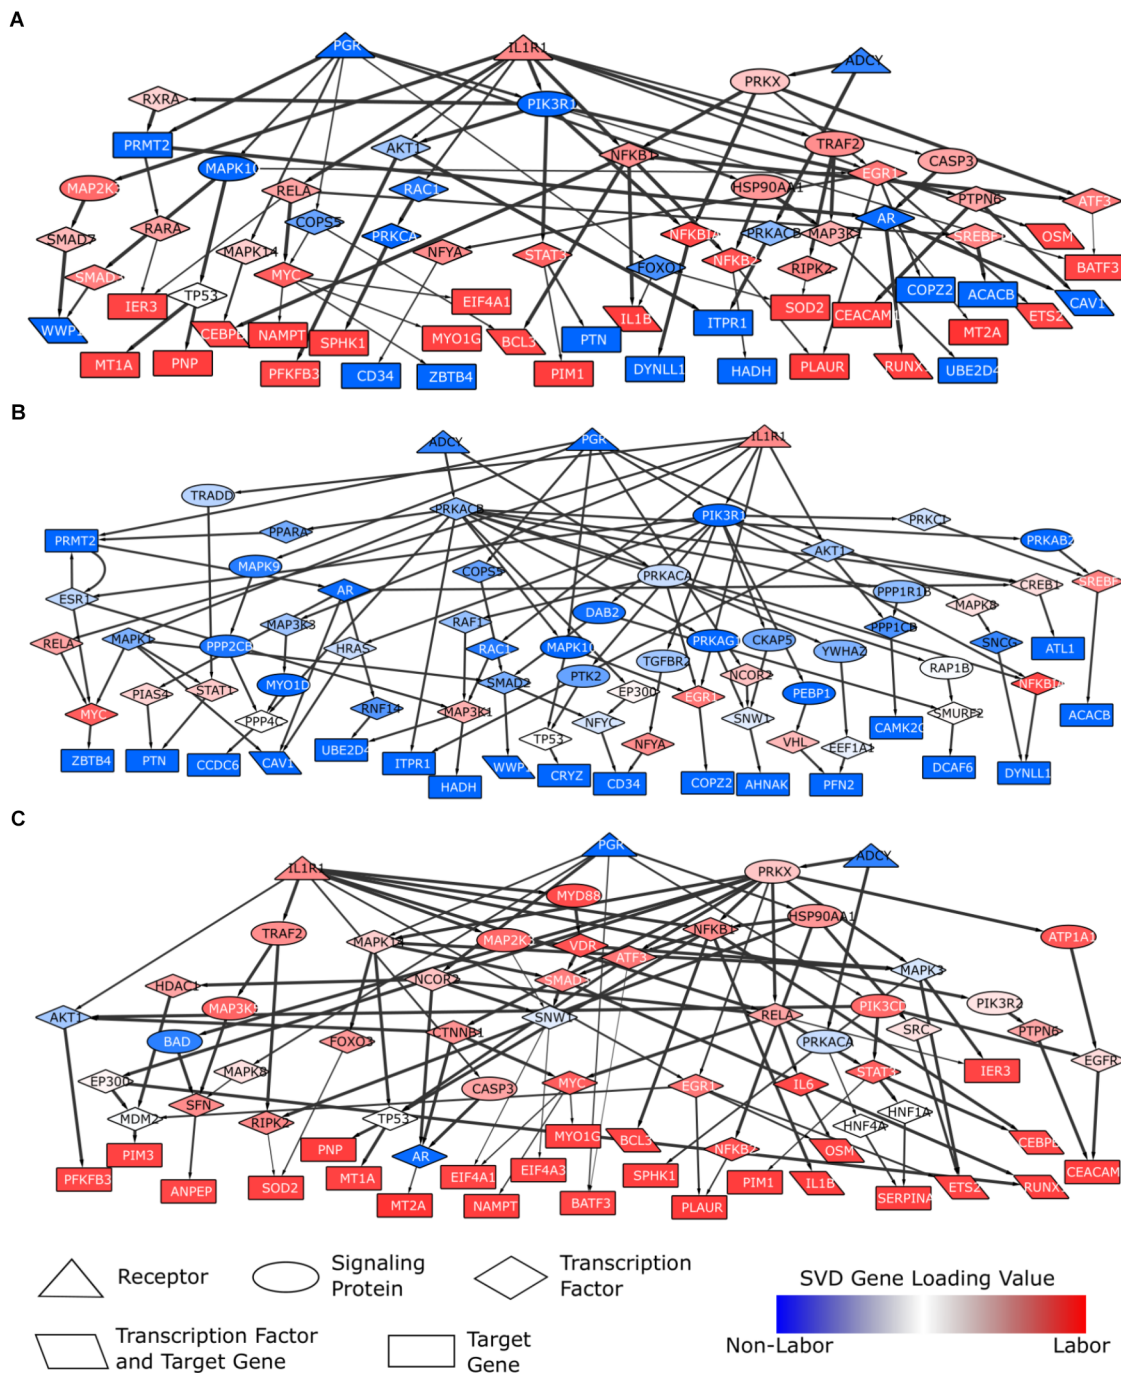 A
PGR
IL1R1
ADCY
RXRA
PIK3R1
PRKX
PRMT2
AKT1
TRAF2
MAPK10
NFKB1
CASP3
MAP2K3
RELA
RAC1
HSP90AA1
EGR1
PTPN6
ATF3
SMAD7
RARA
COPS5
PRKCA
NFKBIA
PRKACB
MAP3K1
AR
SREBF1
OSM
MAPK14
NFYA
STAT3
FOXO1
NFKB2
RIPK2
BATF3
SMAD3
MYC
TP53
COPZ2
ACACB
CAV1
IER3
EIF4A1
SOD2
WWP1
CEBPB
NAMPT
SPHK1
MYO1G
BCL3
PTN
IL1B
ITPR1
CEACAM1
ETS2
MT2A
MT1A
PNP
PFKFB3
CD34
ZBTB4
PIM1
DYNLL1
HADH
PLAUR
RUNX1
UBE2D4
B
ADCY
PGR
IL1R1
TRADD
PRKACB
PIK3R1
PRKCI
PRMT2
PPARA
AKT1
PRKAB2
MAPK9
COPS5
PRKACA
CREB1
SREBF1
ESR1
AR
PPP1R1B
MAPK8
RELA
MAPK1
MAP3K3
RAF1
DAB2
PPP1CB
PPP2CB
HRAS
RAC1
MAPK10
PRKAG1
CKAP5
YWHAZ
SNCG
ATL1
TGFBR2
RAP1B
PIAS4
STAT1
MYO1D
SMAD2
PTK2
EP300
EGR1
NCOR2
PEBP1
NFKBIA
MYC
PPP4C
RNF14
MAP3K1
NFYC
SNW1
CAMK2G
SMURF2
ACACB
ZBTB4
PTN
CCDC6
CAV1
UBE2D4
ITPR1
TP53
NFYA
VHL
EEF1A1
HADH
WWP1
CRYZ
CD34
COPZ2
AHNAK
PFN2
DCAF6
DYNLL1
C
IL1R1
PGR
PRKX
ADCY
MYD88
TRAF2
MAPK14
MAP2K3
VDR
NFKB1
HSP90AA1
ATP1A1
HDAC1
NCOR2
SMAD3
ATF3
MAPK3
AKT1
MAP3K5
CTNNB1
SNW1
RELA
PIK3CD
PIK3R2
BAD
FOXO3
PRKACA
SRC
PTPN6
EP300
MAPK8
CASP3
MYC
EGR1
IL6
STAT3
IER3
EGFR
MDM2
SFN
RIPK2
TP53
HNF1A
HNF4A
PIM3
PNP
AR
MYO1G
BCL3
NFKB2
OSM
CEBPB
PFKFB3
ANPEP
SOD2
MT1A
EIF4A1
EIF4A3
SPHK1
PIM1
IL1B
SERPINA
ETS2
RUNX1
CEACAM
MT2A
NAMPT
BATF3
PLAUR
Receptor
Signaling
Protein
Transcription
Factor
SVD Gene Loading Value
Non-Labor
Labor
Transcription Factor
and Target Gene
Target
Gene